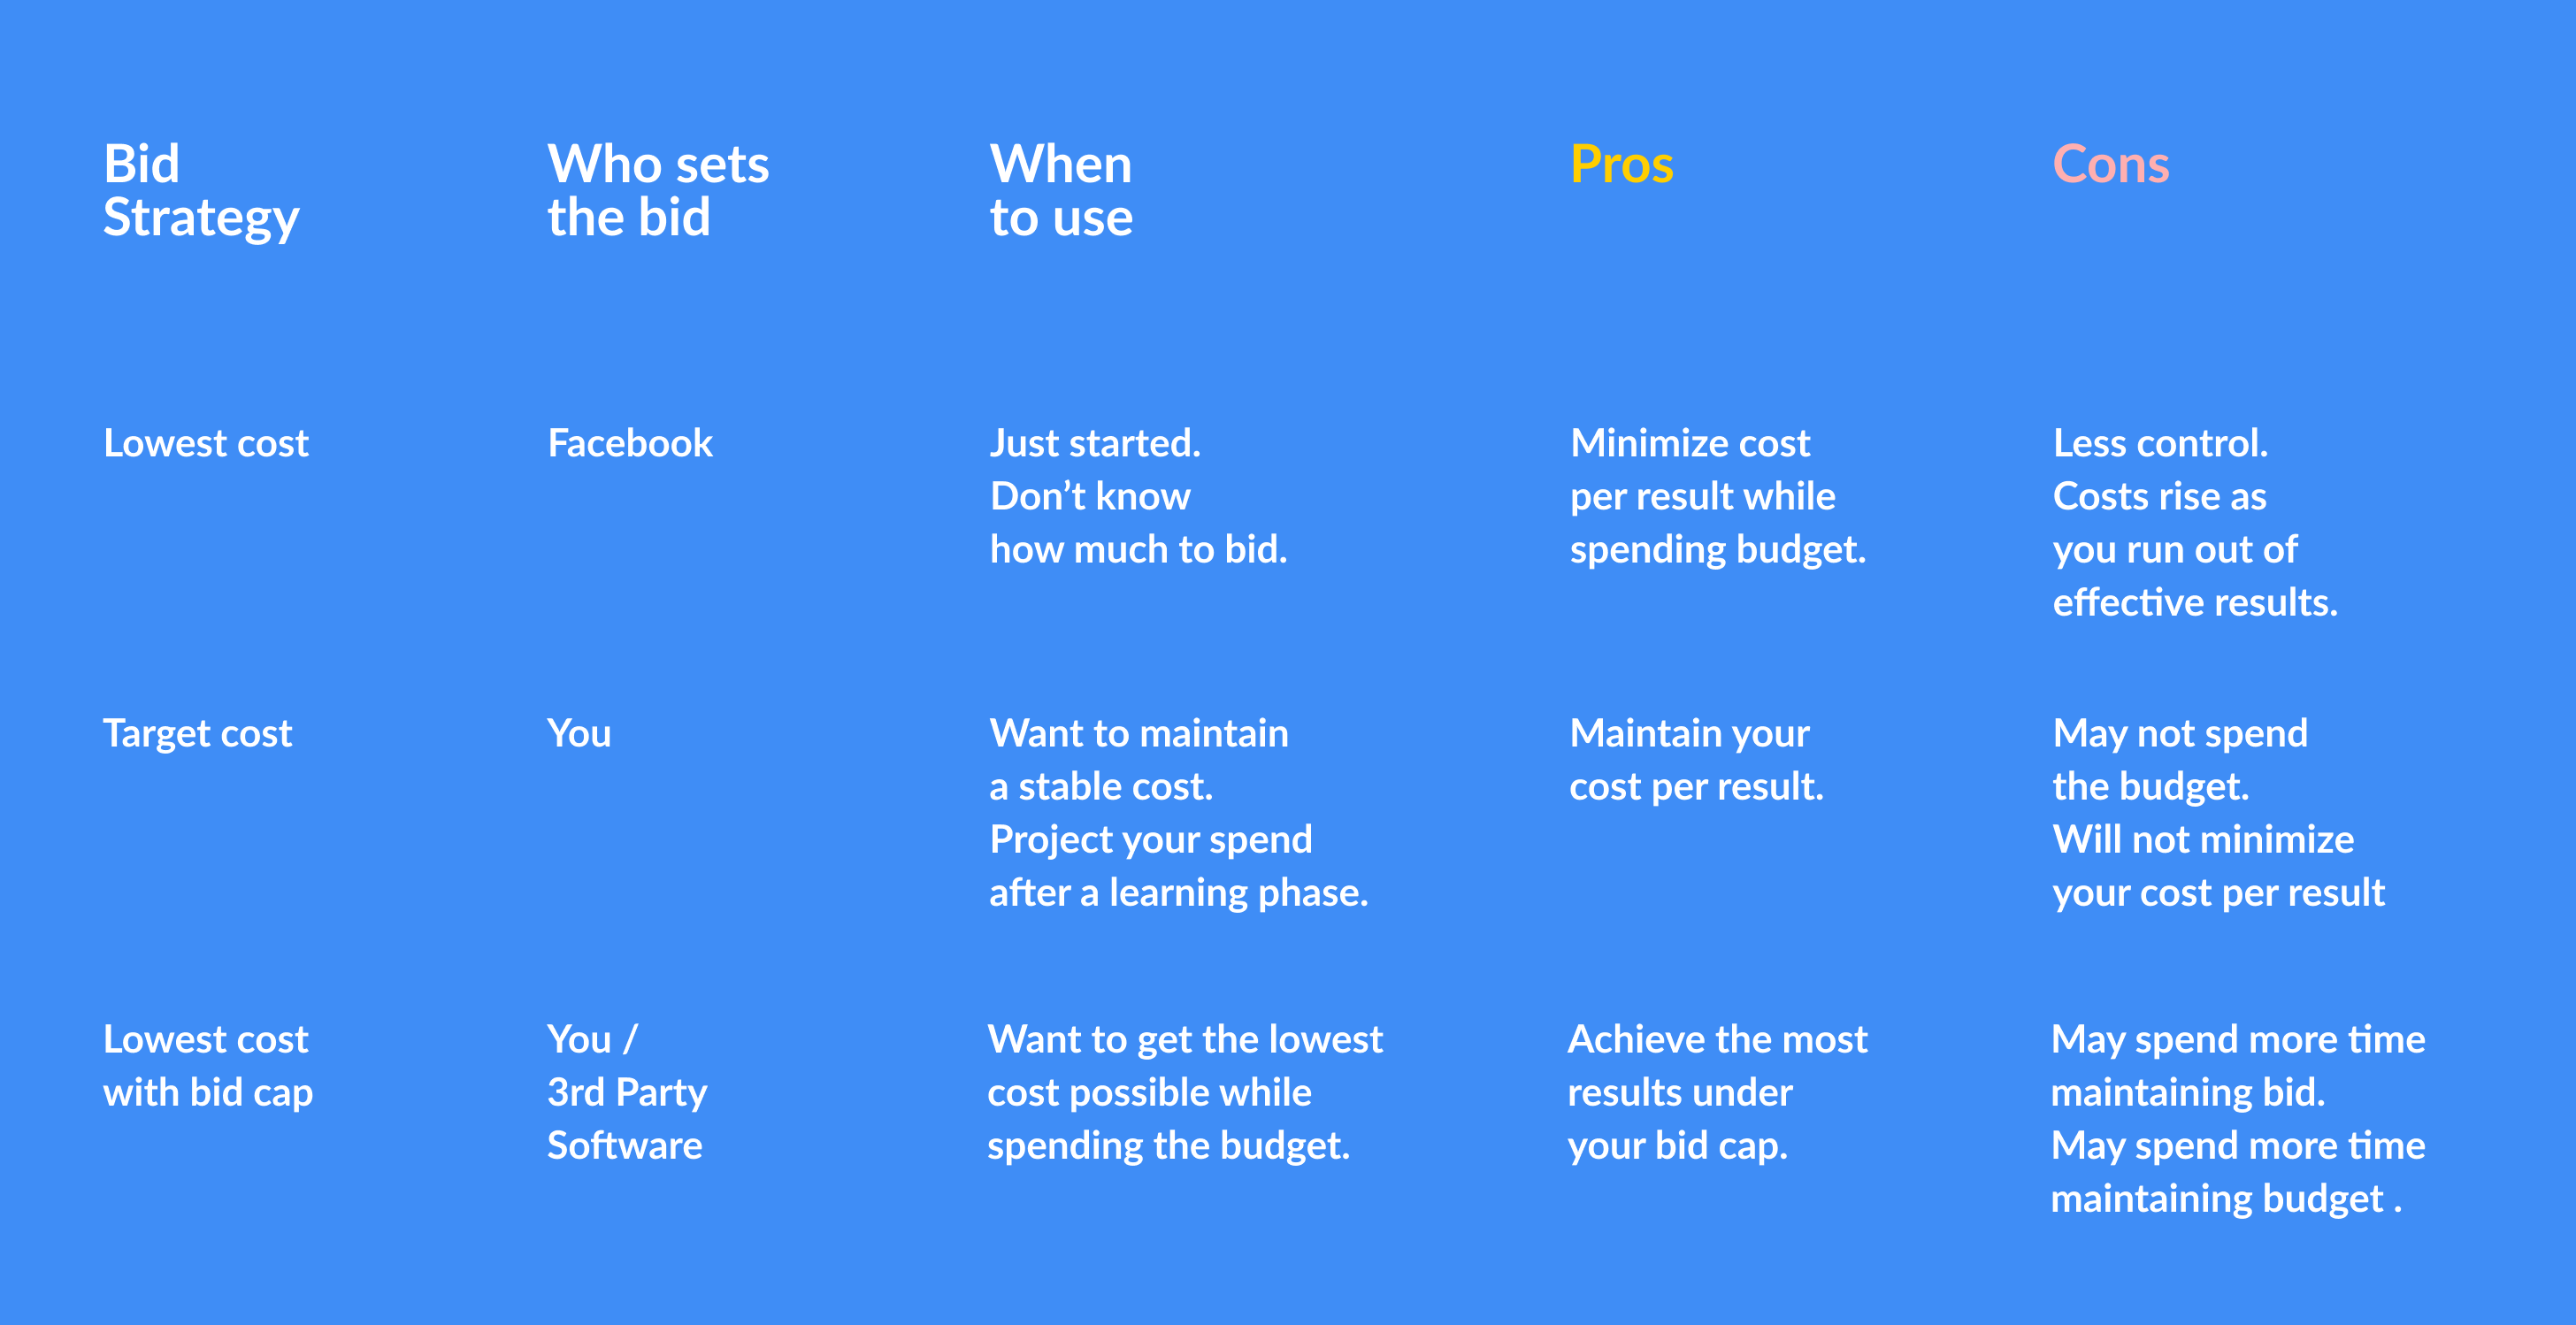 Bid
Strategy
Who sets
the bid
When
to use
Pros
Cons
Lowest cost
Facebook
Just started.
Don’t know
how much to bid.
Minimize cost
per result while
spending budget.
Less control.
Costs rise as
you run out of
effective results.
Target cost
You
Want to maintain
a stable cost.
Project your spend
after a learning phase.
Maintain your
cost per result.
May not spend
the budget.
Will not minimize
your cost per result
Lowest cost
with bid cap
You /
3rd Party
Software
Want to get the lowest
cost possible while
spending the budget.
Achieve the most
results under
your bid cap.
May spend more time
maintaining bid.
May spend more time
maintaining budget .